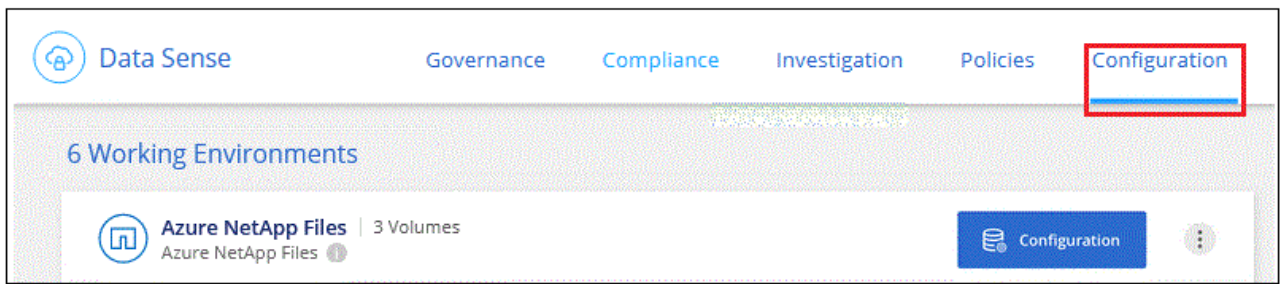 Data Sense Governance Compliance Investigation Policies Configuration
6 Working Environments
Azure NetApp Files | 3 Volumes
Azure NetApp Files
Configuration